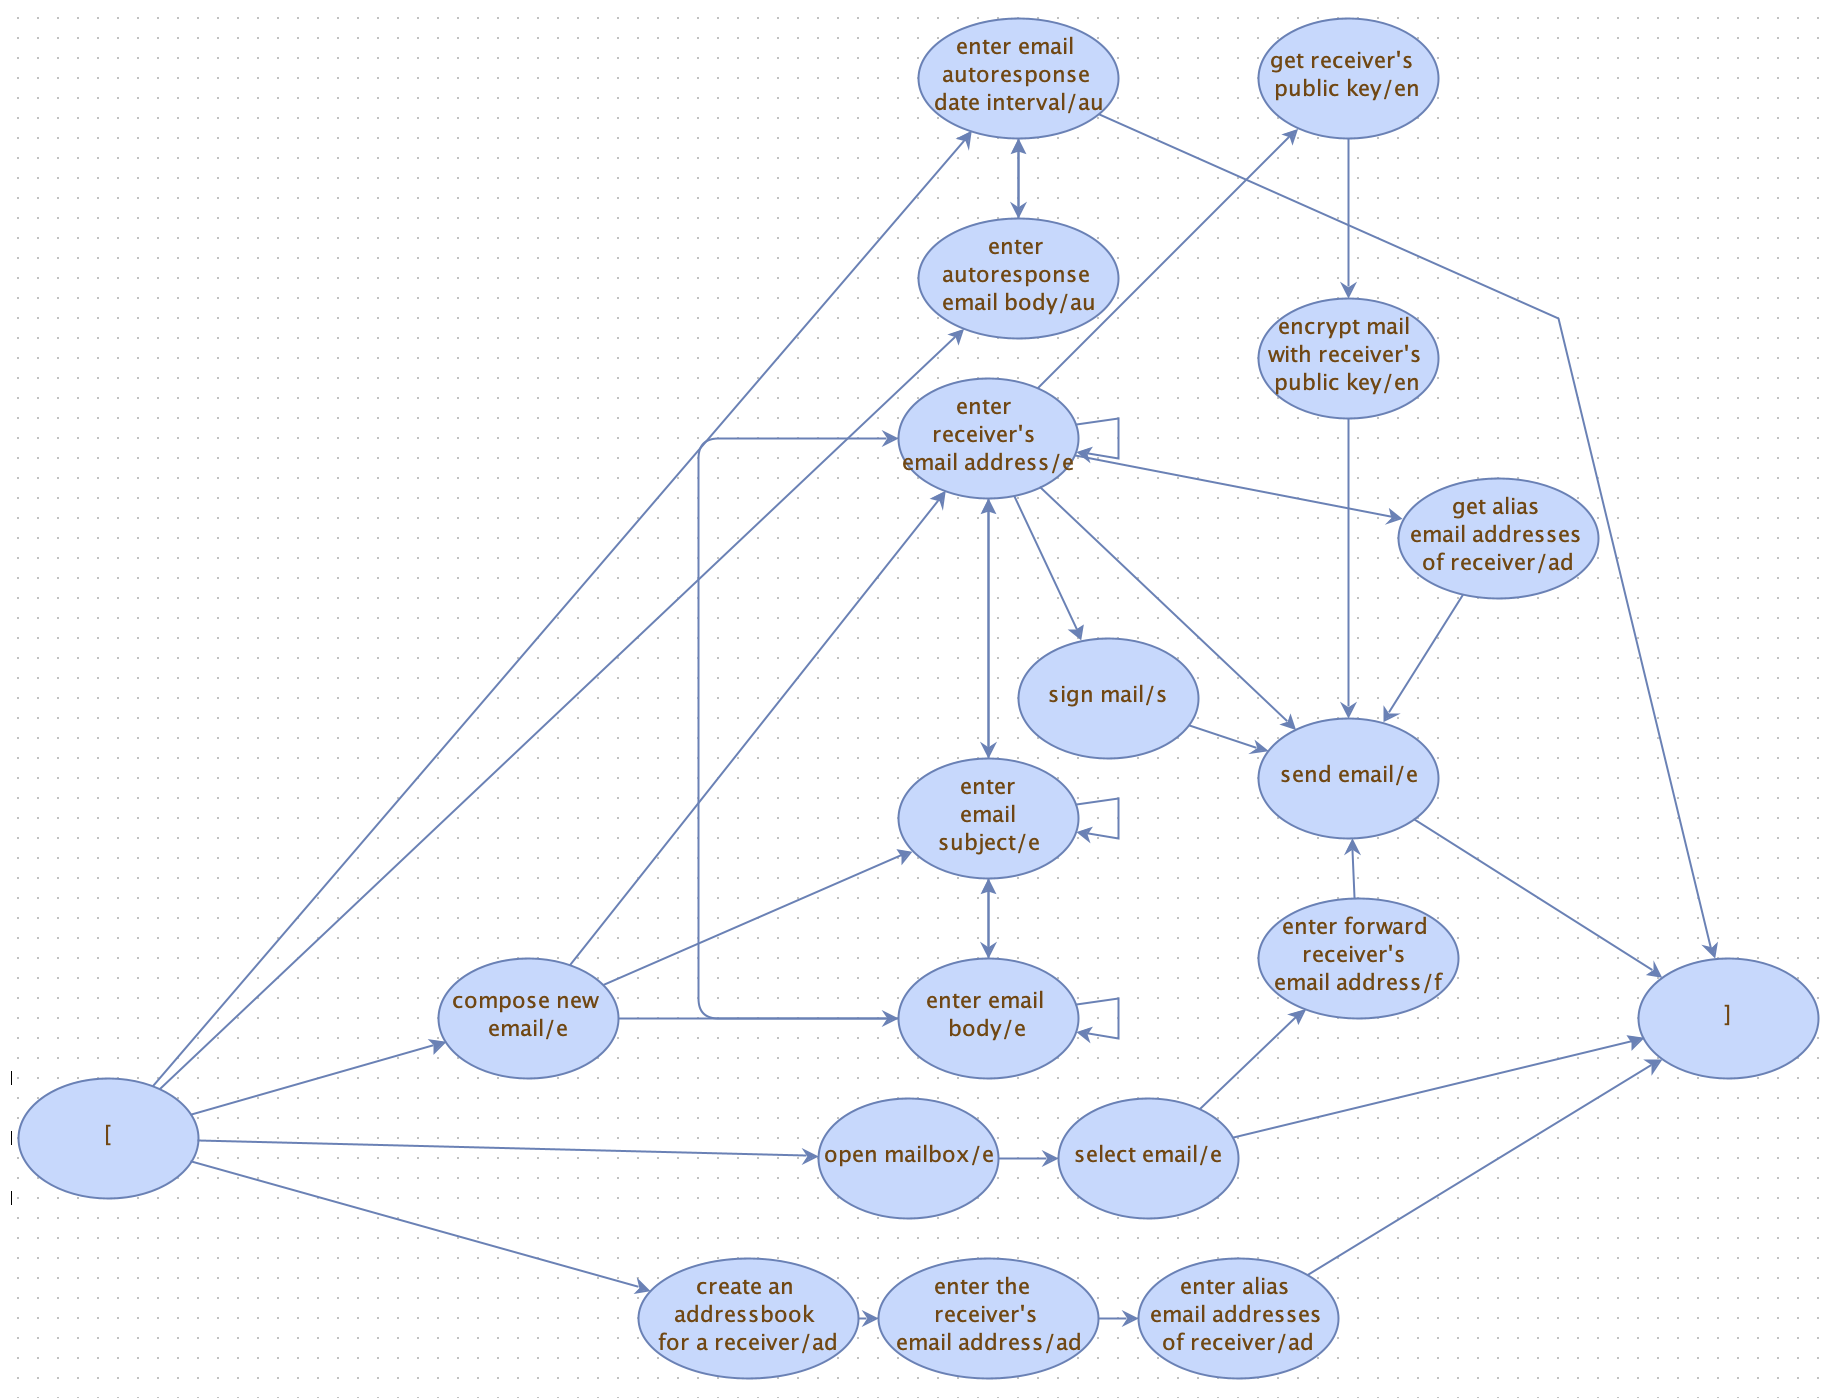 enter email
autoresponse
date interval/au
get receiver's
public key/en
enter
autoresponse
email body/au
encrypt mail
with receiver's
public key/en
enter
receiver's
email address/e
get alias
email addresses
of receiver/ad
sign mail/s
send email/e
enter
email
subject/e
enter forward
receiver's
email address/f
compose new
email/e
enter email
body/e
]
[
open mailbox/e
select email/e
create an
addressbook
for a receiver/ad
enter the
receiver's
email address/ad
enter alias
email addresses
of receiver/ad